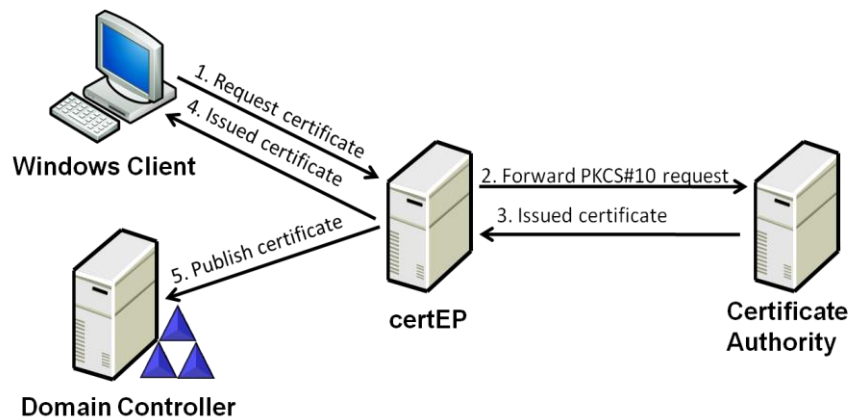 1. Request certificate
4. Issued certificate
Windows Client
2. Forward PKCS#10 request
3. Issued certificate
5. Publish certificate
certEP
Certificate
Authority
Domain Controller